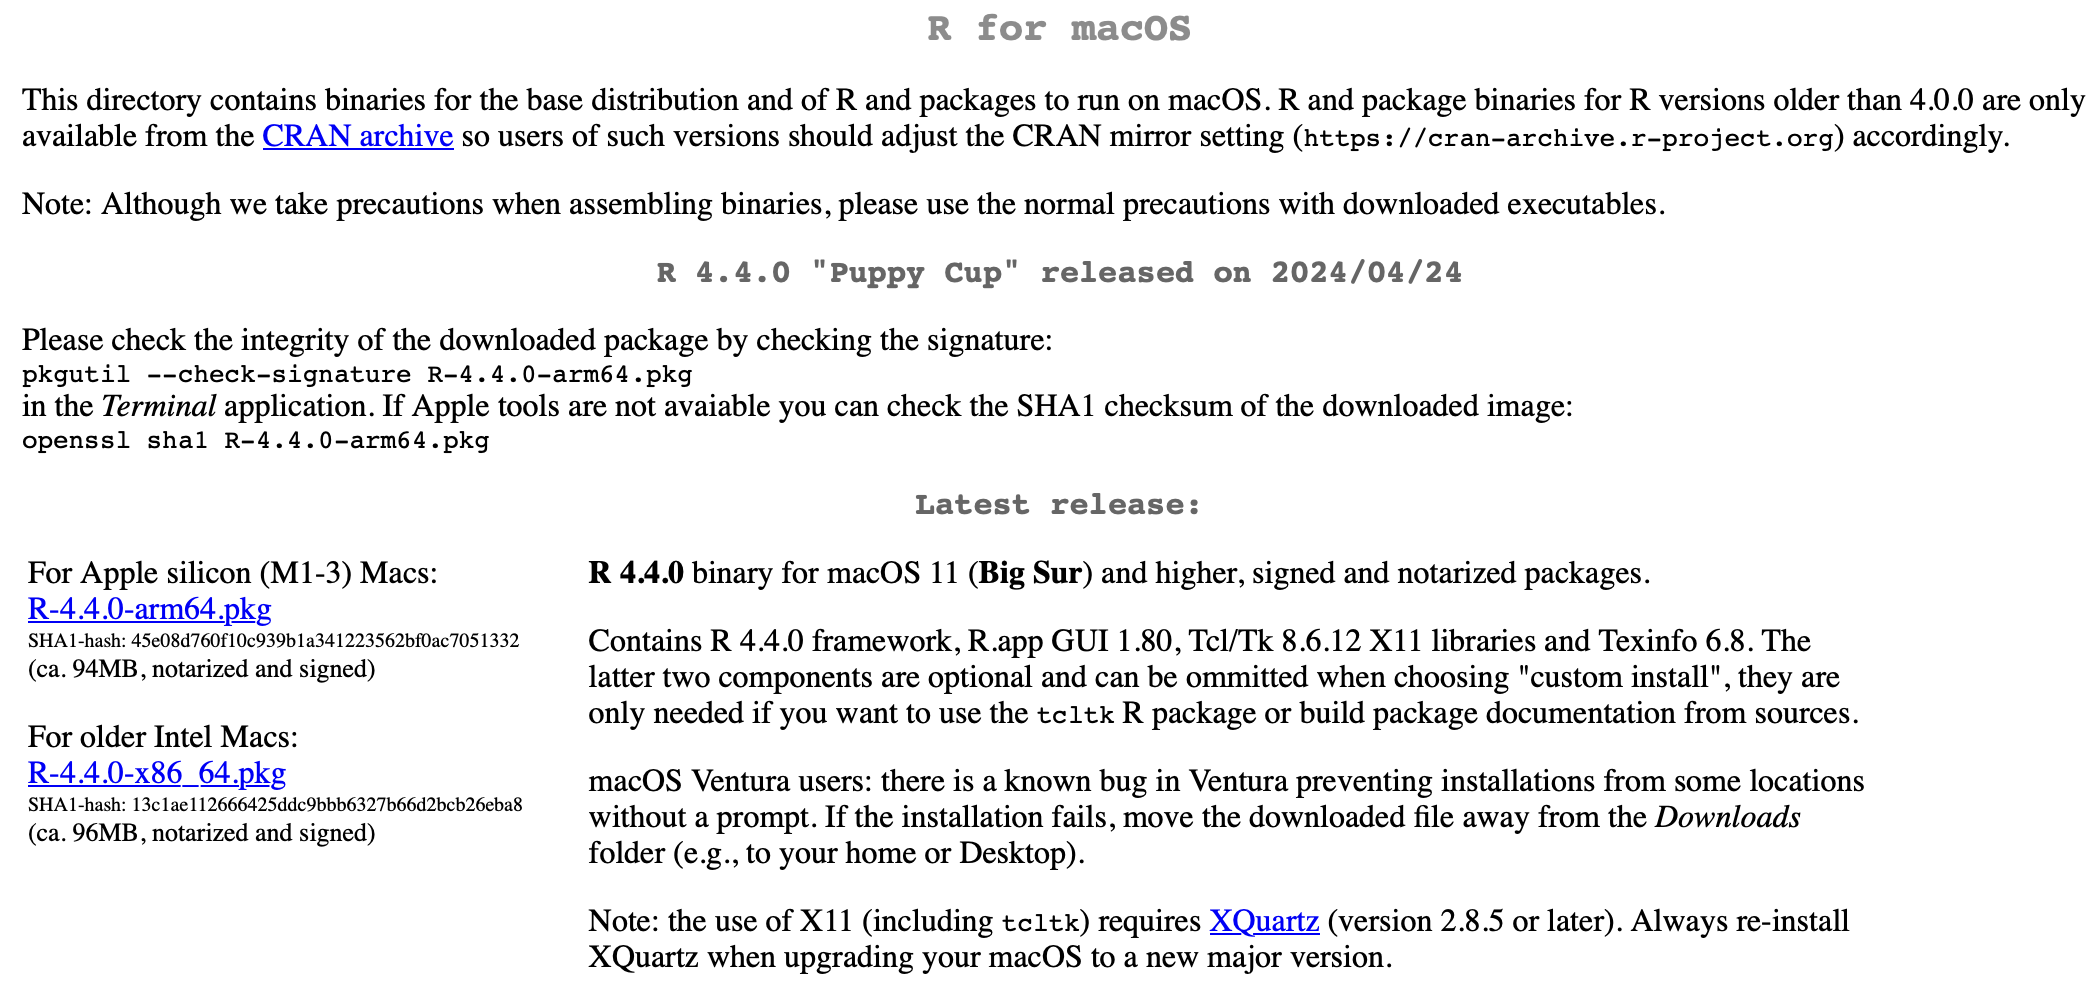 R for macOS
This directory contains binaries for the base distribution and of R and packages to run on macOS. R and package binaries for R versions older than 4.0.0 are only
available from the CRAN archive so users of such versions should adjust the CRAN mirror setting (https://cran-archive.r-project.org) accordingly.
Note: Although we take precautions when assembling binaries, please use the normal precautions with downloaded executables.
R 4.4.0 "Puppy Cup" released on 2024/04/24
Please check the integrity of the downloaded package by checking the signature:
pkgutil --check-signature R-4.4.0-arm64.pkg
in the Terminal application. If Apple tools are not avaiable you can check the SHA1 checksum of the downloaded image:
openssl sha1 R-4.4.0-arm64.pkg
Latest release:
For Apple silicon (M1-3) Macs:
R-4.4.0-arm64.pkg
SHA1-hash: 45e08d760f10c939b1a341223562bf0ac7051332
(ca. 94MB, notarized and signed)
For older Intel Macs:
R-4.4.0-x86_64.pkg
SHA1-hash: 13c1ae112666425ddc9bbb6327b66d2bcb26eba8
(ca. 96MB, notarized and signed)
R 4.4.0 binary for macOS 11 (Big Sur) and higher, signed and notarized packages.
Contains R 4.4.0 framework, R.app GUI 1.80, Tcl/Tk 8.6.12 X11 libraries and Texinfo 6.8. The
latter two components are optional and can be ommitted when choosing "custom install", they are
only needed if you want to use the tcltk R package or build package documentation from sources.
macOS Ventura users: there is a known bug in Ventura preventing installations from some locations
without a prompt. If the installation fails, move the downloaded file away from the Downloads
folder (e.g., to your home or Desktop).
Note: the use of X11 (including tcltk) requires XQuartz (version 2.8.5 or later). Always re-install
XQuartz when upgrading your macOS to a new major version.